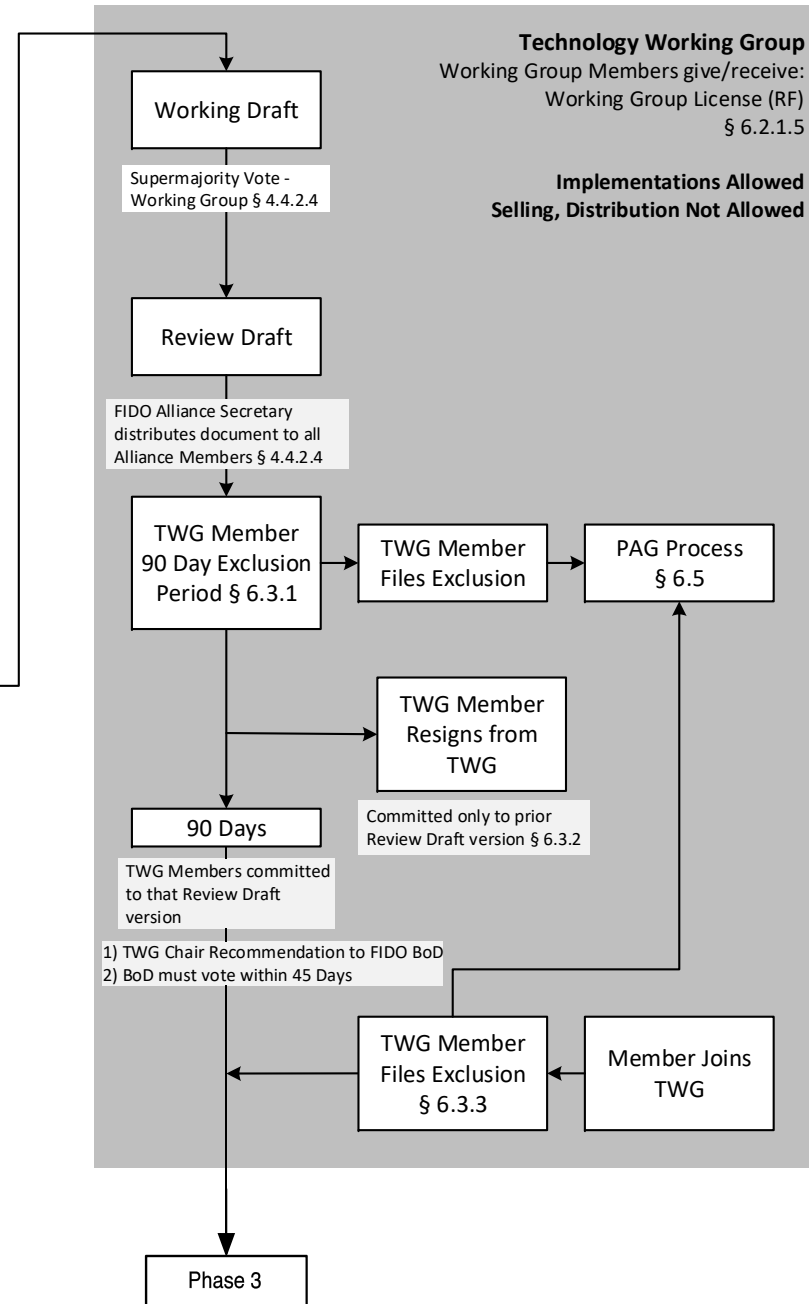 Technology Working Group
Working Group Members give/receive:
Working Group License (RF)
§ 6.2.1.5
Implementations Allowed
Selling, Distribution Not Allowed
Working Draft
Supermajority Vote -
Working Group § 4.4.2.4
Review Draft
FIDO Alliance Secretary
distributes document to all
Alliance Members § 4.4.2.4
TWG Member
90 Day Exclusion
Period § 6.3.1
TWG Member
Files Exclusion
PAG Process
§ 6.5
TWG Member
Resigns from
TWG
Committed only to prior
Review Draft version § 6.3.2
90 Days
TWG Members committed
to that Review Draft
version
1) TWG Chair Recommendation to FIDO BoD
2) BoD must vote within 45 Days
TWG Member
Files Exclusion
§ 6.3.3
Member Joins
TWG
Phase 3